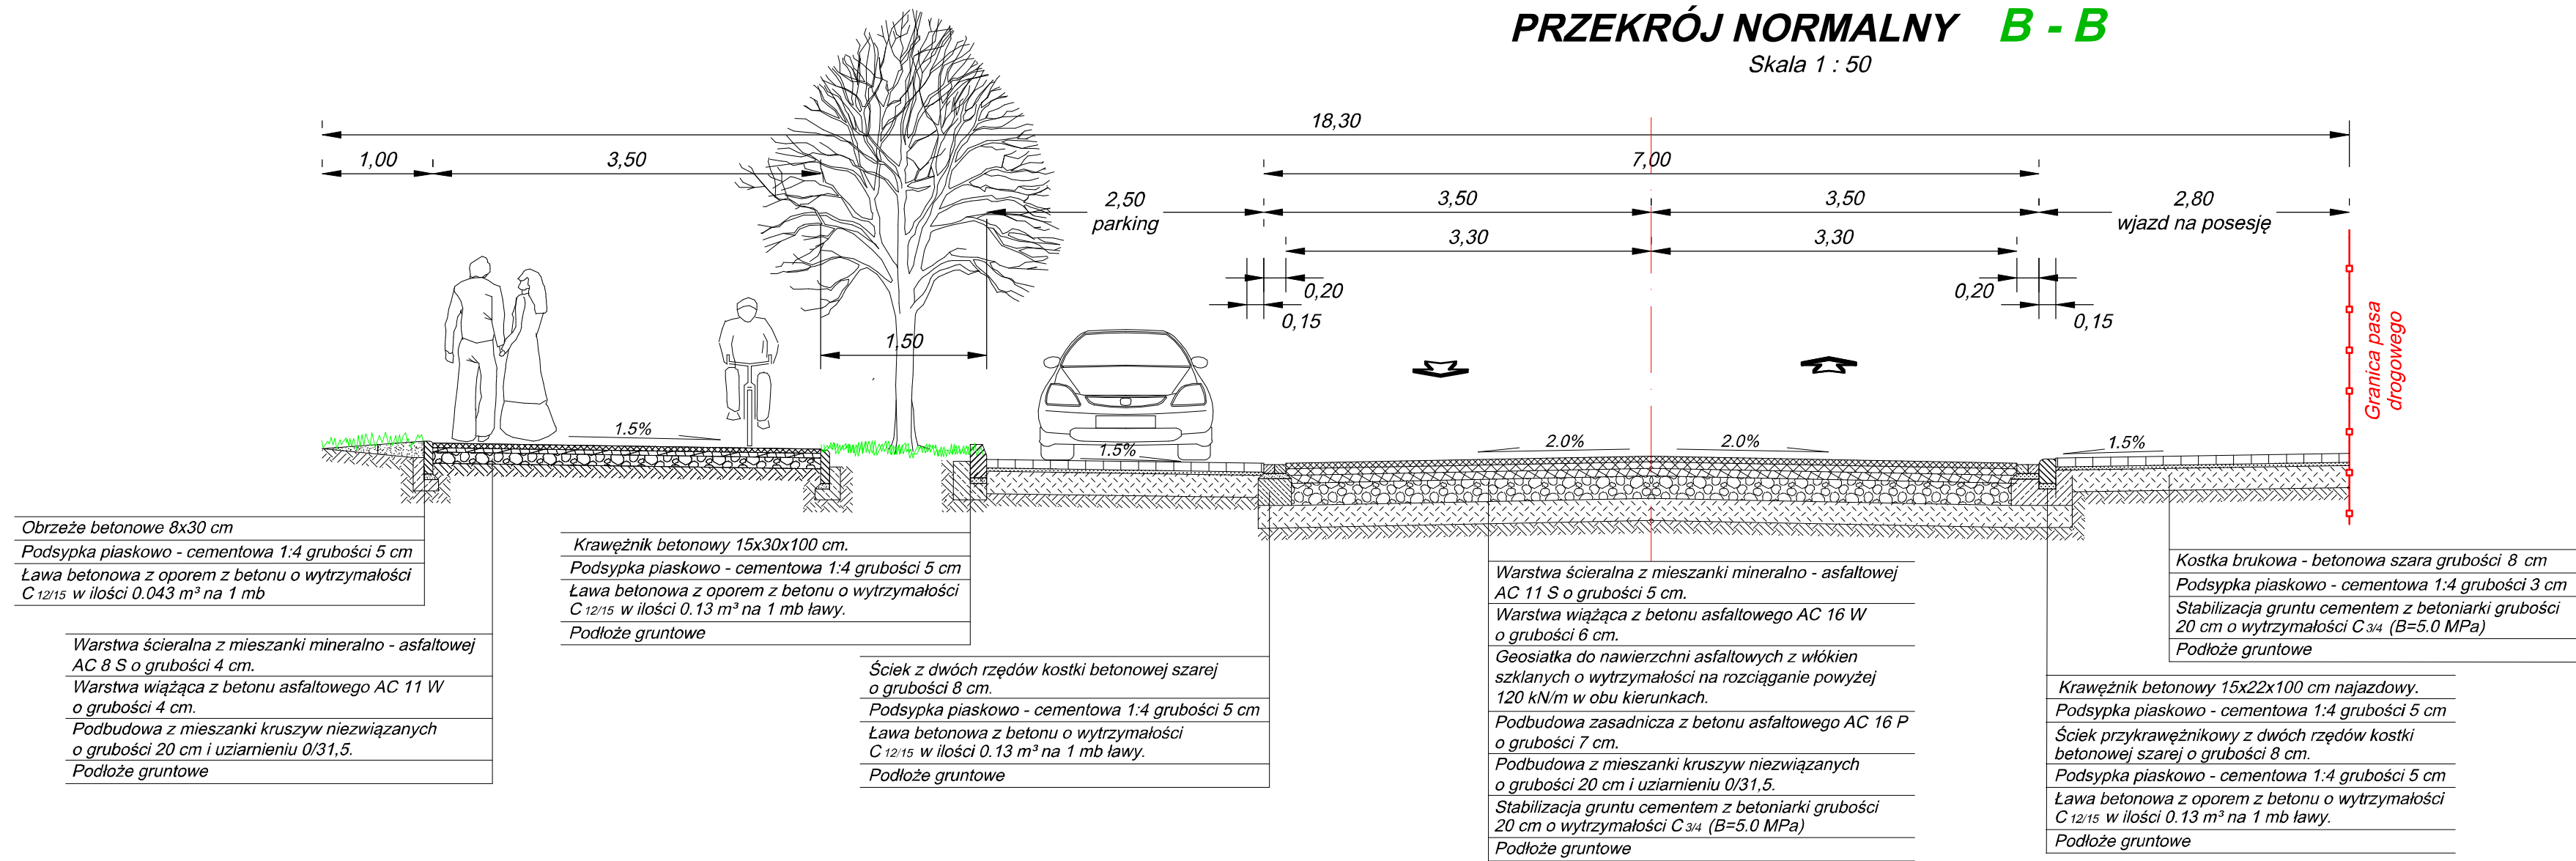 PRZEKRÓJ NORMALNY B - B
Skala 1 : 50
18,30
1,00
3,50
7,00
2,50
parking
3,50
3,50
2,80
wjazd na posesję
3,30
3,30
0,20
0,15
0,20
0,15
1,50
Granica pasa
drogowego
1.5%
1.5%
2.0%
2.0%
1.5%
Obrzeże betonowe 8x30 cm
Podsypka piaskowo - cementowa 1:4 grubości 5 cm
Ława betonowa z oporem z betonu o wytrzymałości
C 12/15 w ilości 0.043 m³ na 1 mb
Warstwa ścieralna z mieszanki mineralno - asfaltowej
AC 8 S o grubości 4 cm.
Warstwa wiążąca z betonu asfaltowego AC 11 W
o grubości 4 cm.
Podbudowa z mieszanki kruszyw niezwiązanych
o grubości 20 cm i uziarnieniu 0/31,5.
Podłoże gruntowe
Krawężnik betonowy 15x30x100 cm.
Podsypka piaskowo - cementowa 1:4 grubości 5 cm
Ława betonowa z oporem z betonu o wytrzymałości
C 12/15 w ilości 0.13 m³ na 1 mb ławy.
Podłoże gruntowe
Ściek z dwóch rzędów kostki betonowej szarej
o grubości 8 cm.
Podsypka piaskowo - cementowa 1:4 grubości 5 cm
Ława betonowa z betonu o wytrzymałości
C 12/15 w ilości 0.13 m³ na 1 mb ławy.
Podłoże gruntowe
Warstwa ścieralna z mieszanki mineralno - asfaltowej
AC 11 S o grubości 5 cm.
Warstwa wiążąca z betonu asfaltowego AC 16 W
o grubości 6 cm.
Geosiatka do nawierzchni asfaltowych z włókien
szklanych o wytrzymałości na rozciąganie powyżej
120 kN/m w obu kierunkach.
Podbudowa zasadnicza z betonu asfaltowego AC 16 P
o grubości 7 cm.
Podbudowa z mieszanki kruszyw niezwiązanych
o grubości 20 cm i uziarnieniu 0/31,5.
Stabilizacja gruntu cementem z betoniarki grubości
20 cm o wytrzymałości C 3/4 (B=5.0 MPa)
Podłoże gruntowe
Kostka brukowa - betonowa szara grubości 8 cm
Podsypka piaskowo - cementowa 1:4 grubości 3 cm
Stabilizacja gruntu cementem z betoniarki grubości
20 cm o wytrzymałości C 3/4 (B=5.0 MPa)
Podłoże gruntowe
Krawężnik betonowy 15x22x100 cm najazdowy.
Podsypka piaskowo - cementowa 1:4 grubości 5 cm
Ściek przykrawężnikowy z dwóch rzędów kostki
betonowej szarej o grubości 8 cm.
Podsypka piaskowo - cementowa 1:4 grubości 5 cm
Ława betonowa z oporem z betonu o wytrzymałości
C 12/15 w ilości 0.13 m³ na 1 mb ławy.
Podłoże gruntowe